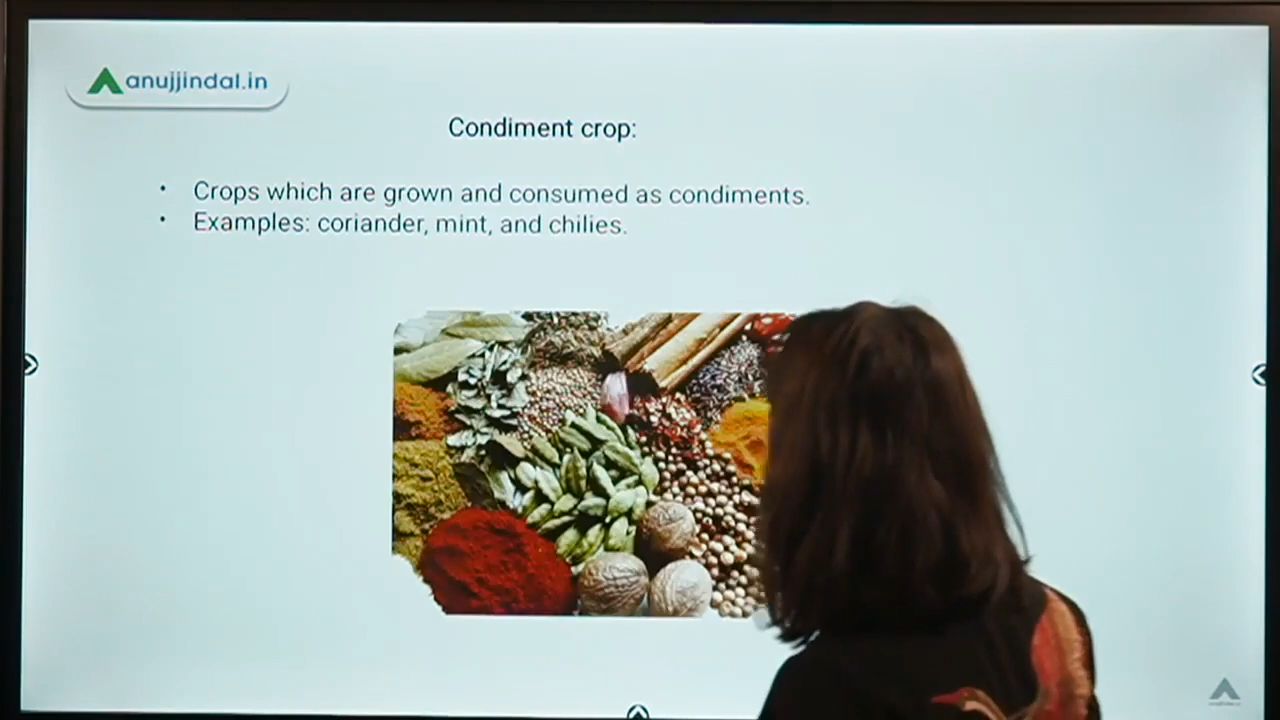 anujjindal.in
Condiment crop:
• Crops which are grown and consumed as condiments.
• Examples: coriander, mint, and chilies.